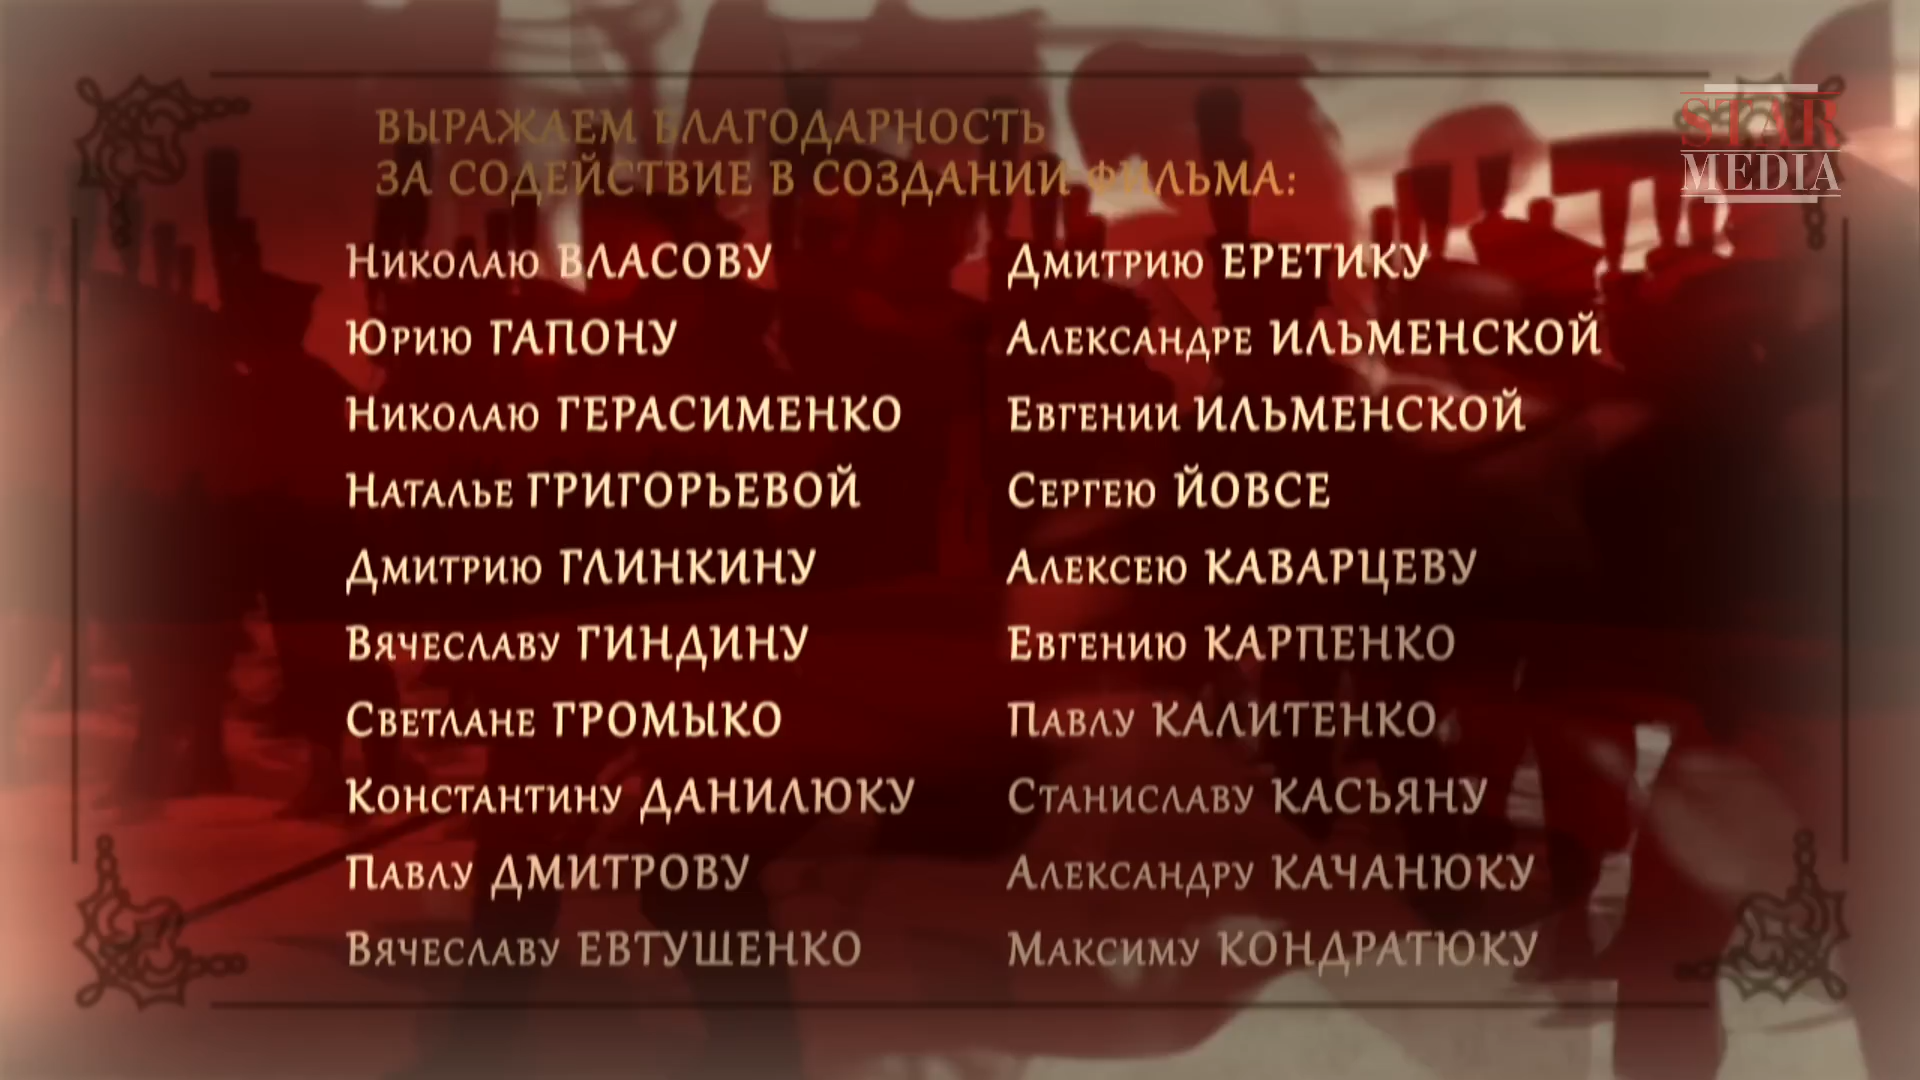 ВЫРАЖАЕМ БЛАГОДАРНОСТЬ
ЗА СОДЕЙСТВИЕ В СОЗДАНИИ ФИЛЬМА:
STAR
MEDIA
Николаю ВЛАСОВУ
Юрию ГАПОНУ
Николаю ГЕРАСИМЕНКО
Наталье ГРИГОРЬЕВОЙ
Дмитрию ГЛИНКИНУ
Вячеславу ГИНДИНУ
Светлане ГРОМЫКО
Константину ДАНИЛЮКУ
Павлу ДМИТРОВУ
Вячеславу ЕВТУШЕНКО
Дмитрию ЕРЕТИКУ
Александре ИЛЬМЕНСКОЙ
Евгении ИЛЬМЕНСКОЙ
Сергею ЙОВСЕ
Алексею КАВАРЦЕВУ
Евгению КАРПЕНКО
Павлу КАЛИТЕНКО
Станиславу КАСЬЯНУ
Александру КАЧАНЮКУ
Максиму КОНДРАТЮКУ